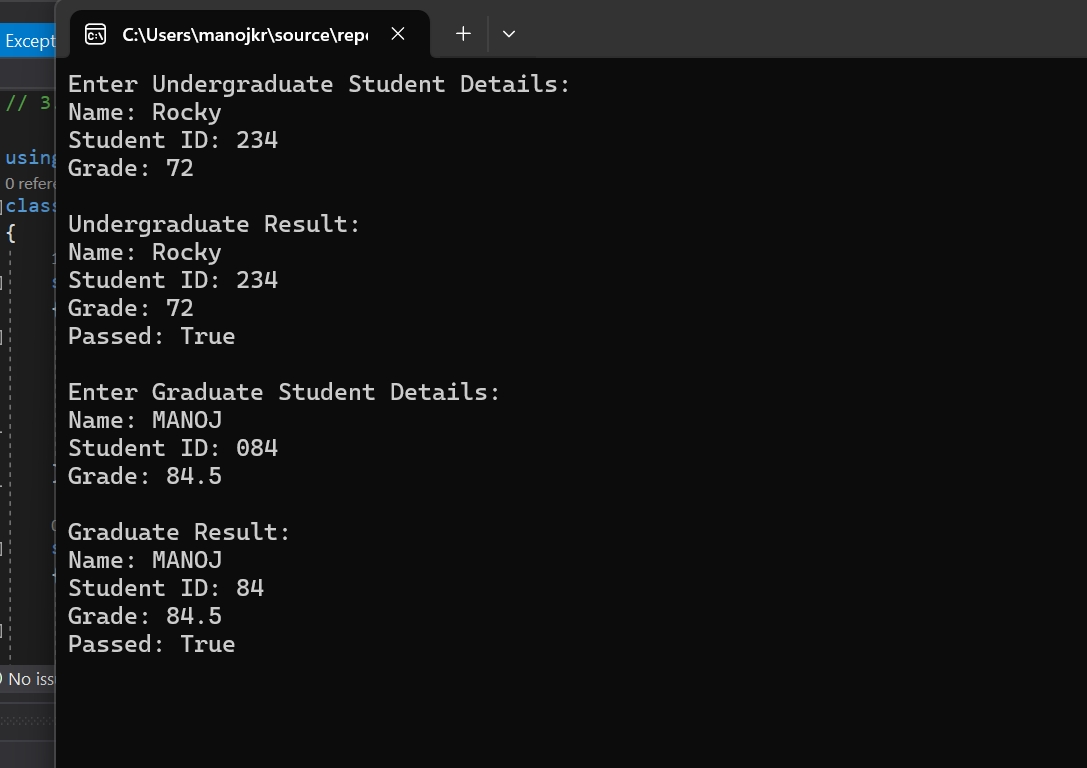 C:\Users\manojkr\source\rep
Enter Undergraduate Student Details:
Name: Rocky
Student ID: 234
Grade: 72
Undergraduate Result:
Name: Rocky
Student ID: 234
Grade: 72
Passed: True
Enter Graduate Student Details:
Name: MANOJ
Student ID: 084
Grade: 84.5
Graduate Result:
Name: MANOJ
Student ID: 84
Grade: 84.5
Passed: True
Except
// 3
using
0 refer
class
{
No iss